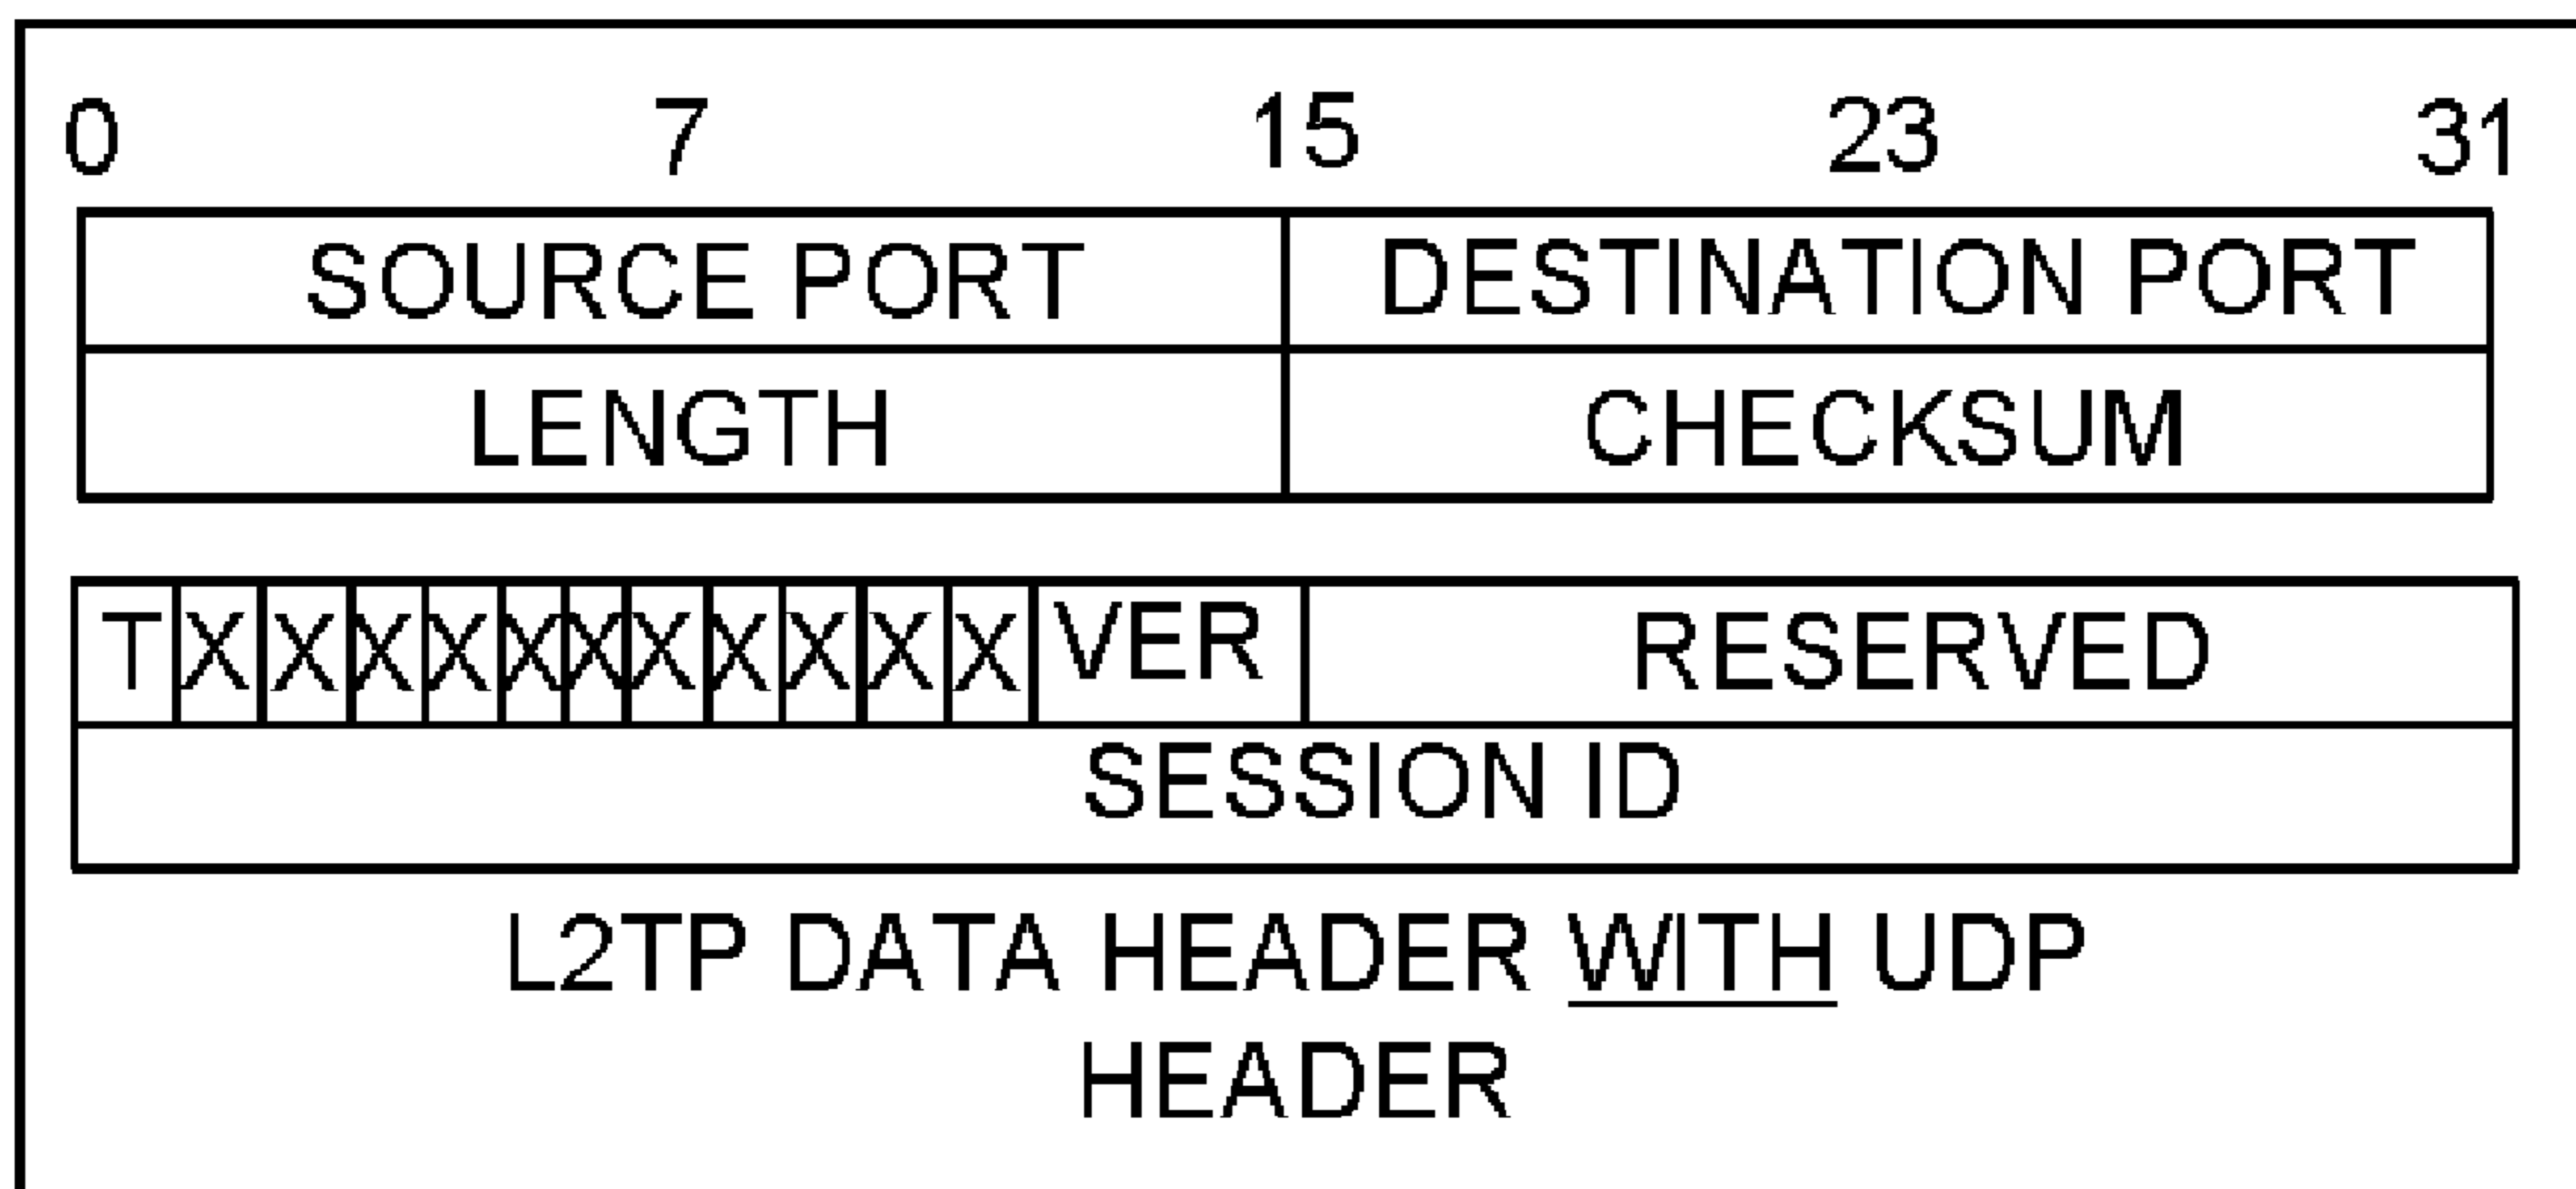 0 7 15 23 31
SOURCE PORT DESTINATION PORT
LENGTH CHECKSUM
T X X X X X X X X X X X VER RESERVED
SESSION ID
L2TP DATA HEADER WITH UDP
HEADER